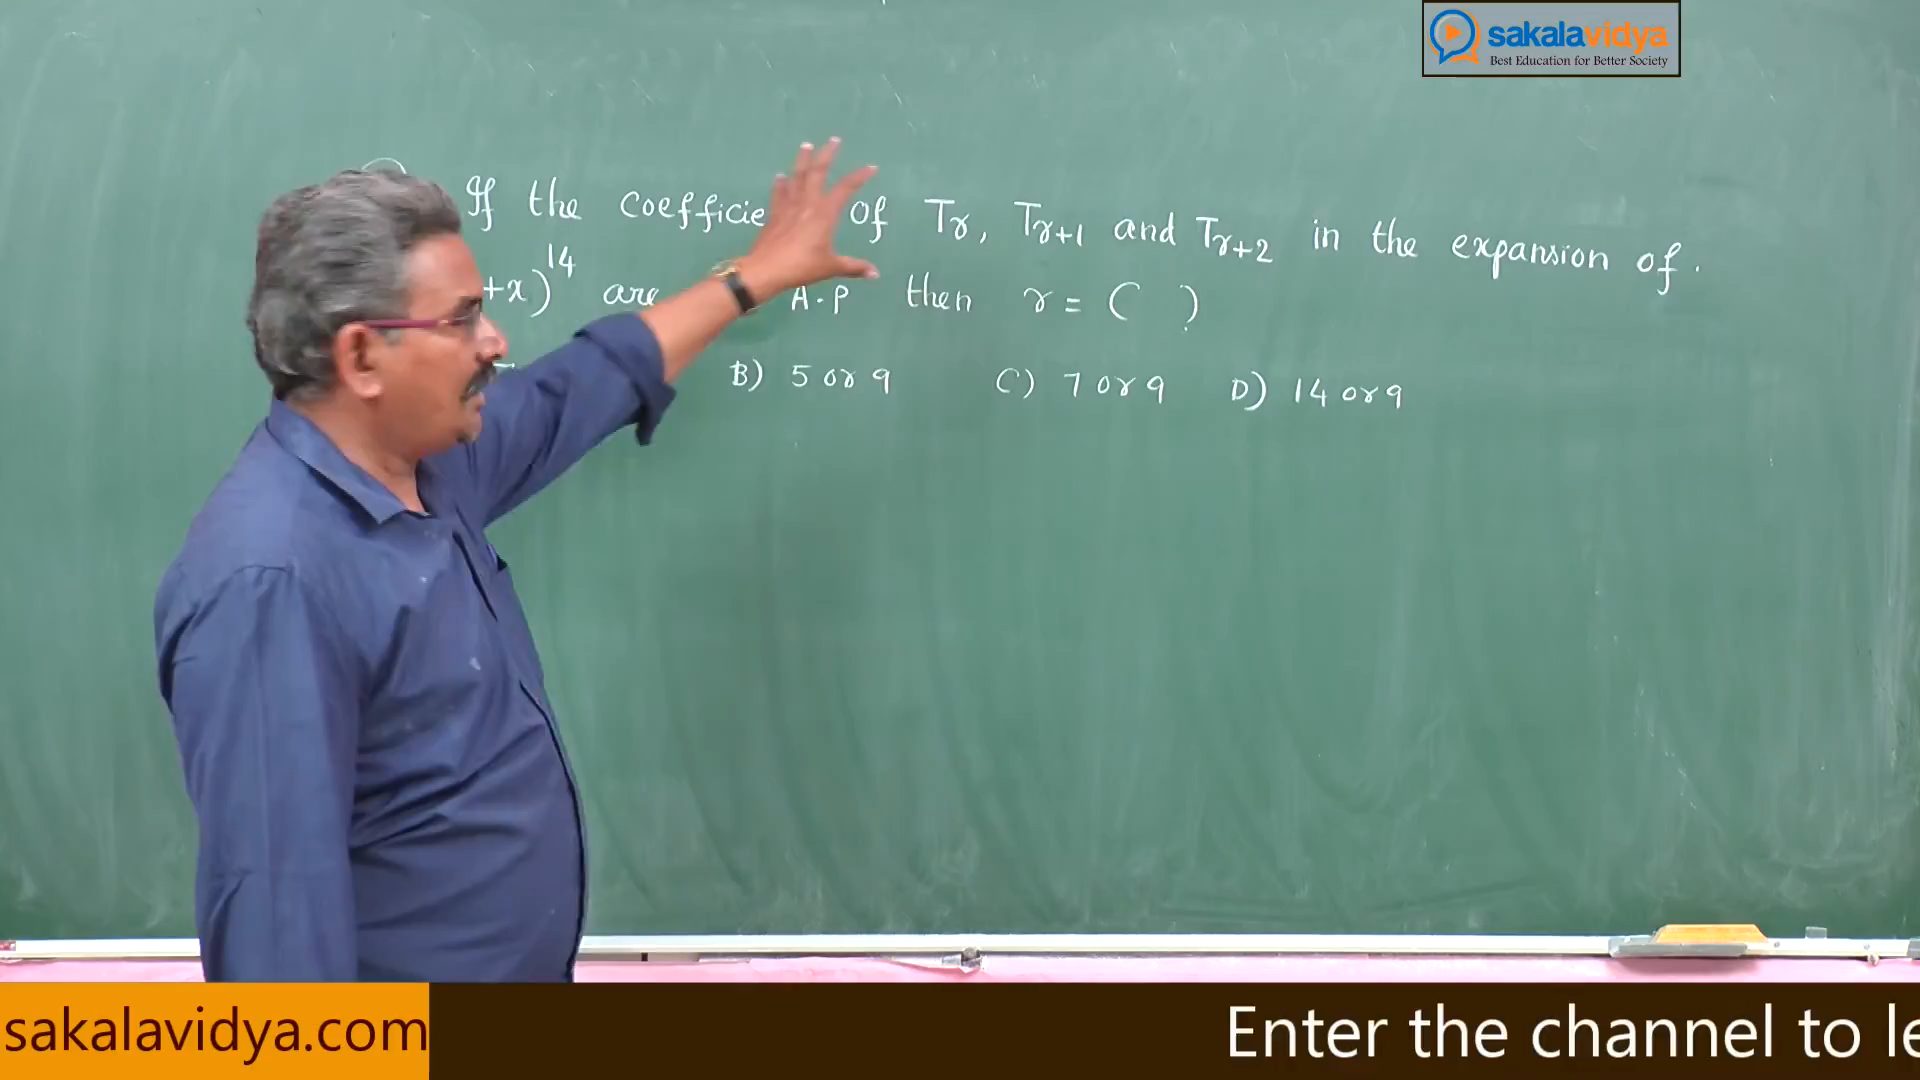 sakalavidya
Best Education for Better Society
If the coefficie of Tr, Tr+1 and Tr+2 in the expansion of.
+x)^14 are A.P then r = ( )
B) 5 or 9 C) 7 or 9 D) 14 or 9
sakalavidya.com
Enter the channel to le